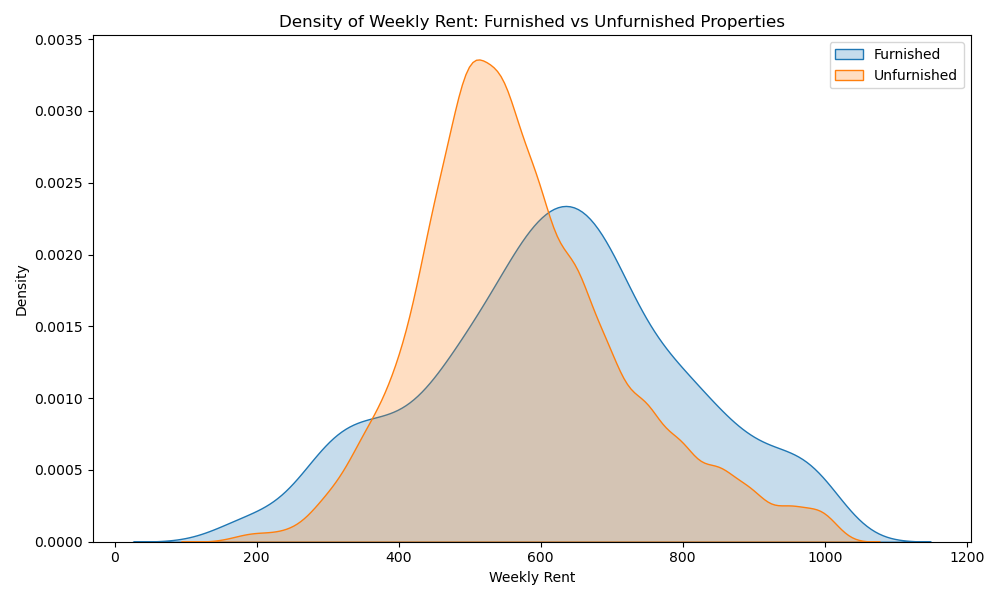 Density of Weekly Rent: Furnished vs Unfurnished Properties
Furnished
Unfurnished
Density
0.0035
0.0030
0.0025
0.0020
0.0015
0.0010
0.0005
0.0000
0 200 400 600 800 1000 1200
Weekly Rent